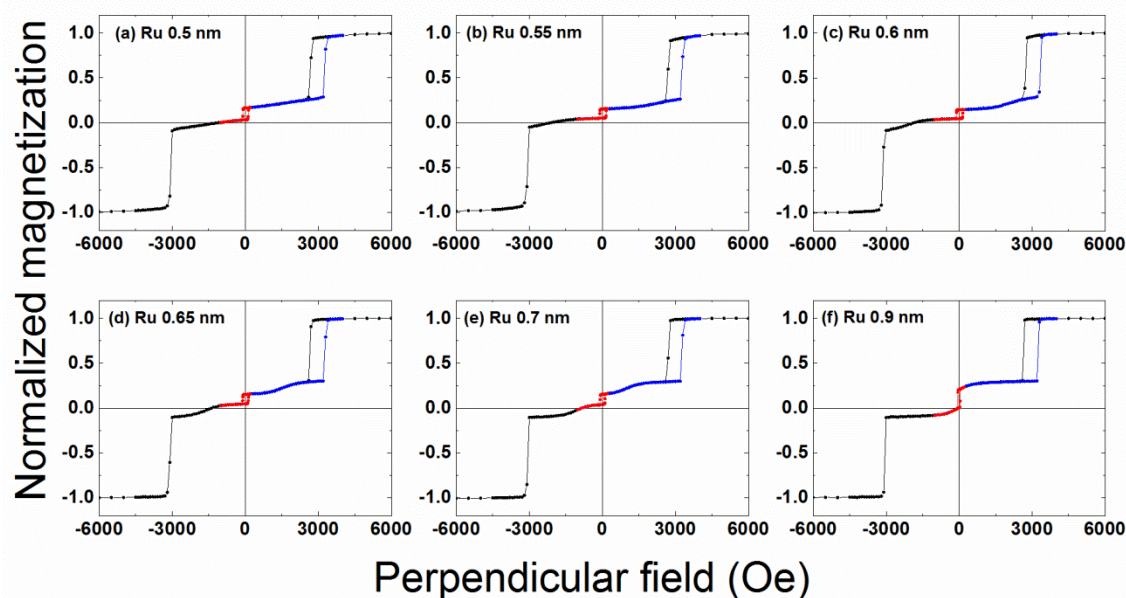 Normalized magnetization
(a) Ru 0.5 nm
(b) Ru 0.55 nm
(c) Ru 0.6 nm
1.0
0.5
0.0
-0.5
-1.0
1.0
0.5
0.0
-0.5
-1.0
1.0
0.5
0.0
-0.5
-1.0
-6000 -3000 0 3000 6000
-6000 -3000 0 3000 6000
-6000 -3000 0 3000 6000
(d) Ru 0.65 nm
(e) Ru 0.7 nm
(f) Ru 0.9 nm
1.0
0.5
0.0
-0.5
-1.0
1.0
0.5
0.0
-0.5
-1.0
1.0
0.5
0.0
-0.5
-1.0
-6000 -3000 0 3000 6000
-6000 -3000 0 3000 6000
-6000 -3000 0 3000 6000
Perpendicular field (Oe)